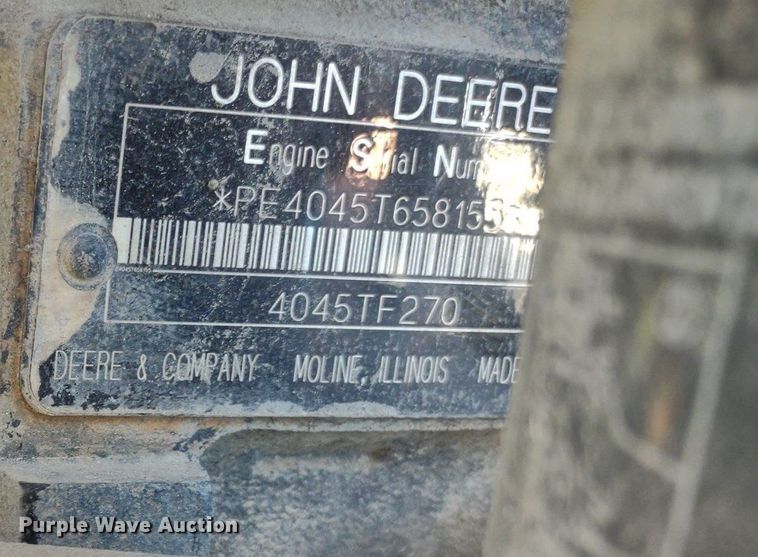 JOHN DEERE
Engine Serial Num
*PE4045T65815
4045TF270
DEERE & COMPANY MOLINE, ILLINOIS MADE
Purple Wave Auction